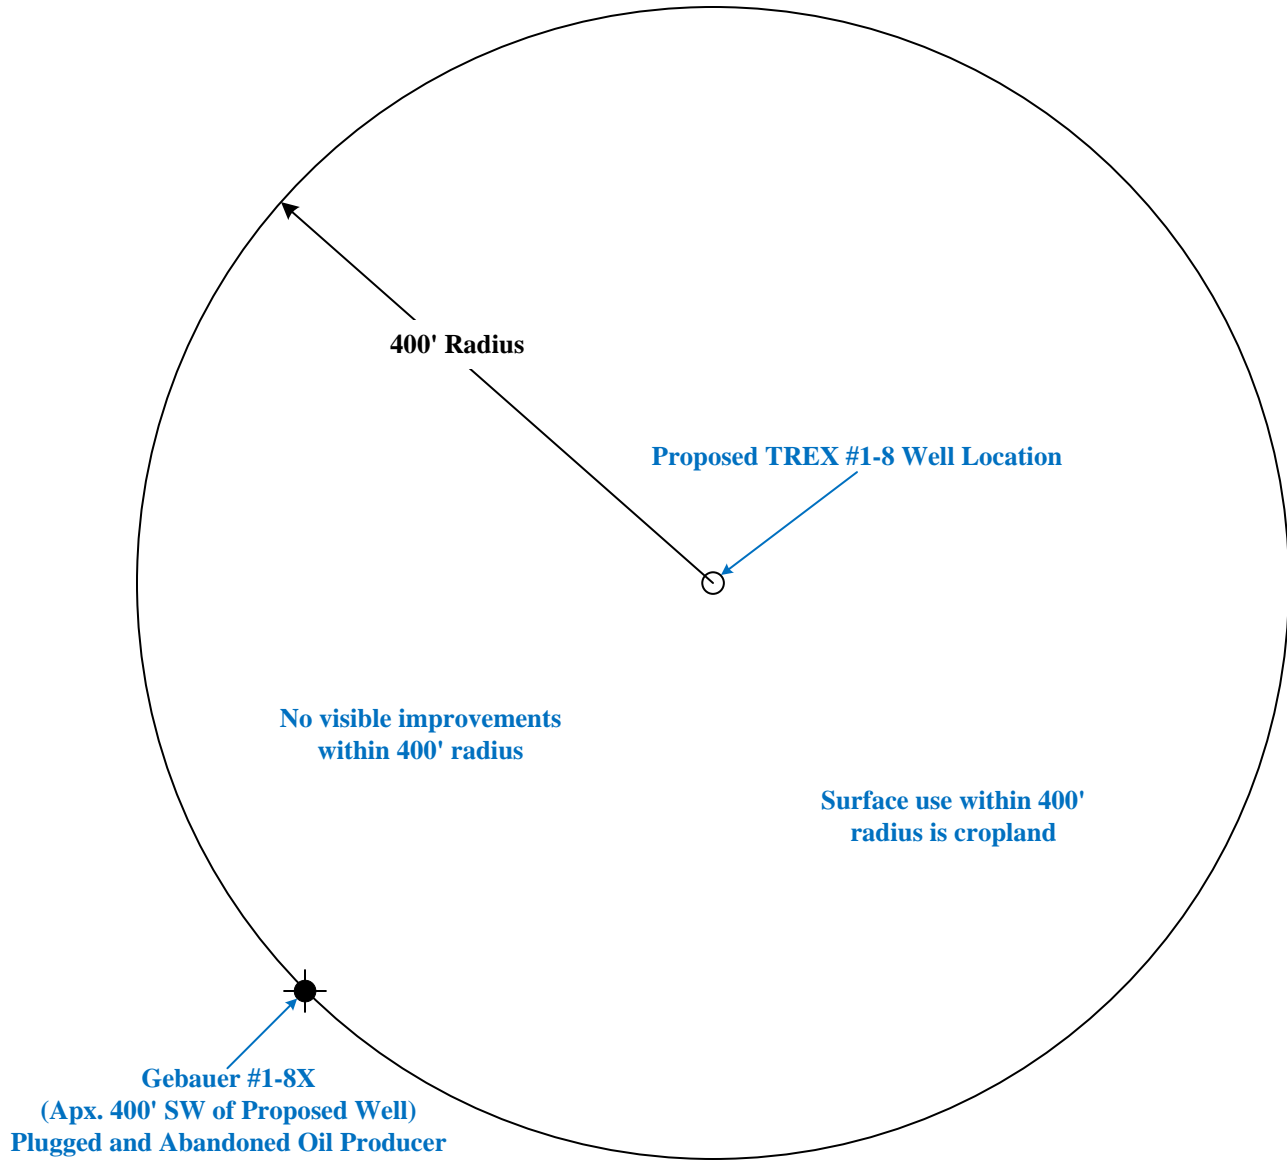 400' Radius
Proposed TREX #1-8 Well Location
No visible improvements
within 400' radius
Surface use within 400'
radius is cropland
Gebauer #1-8X
(Apx. 400' SW of Proposed Well)
Plugged and Abandoned Oil Producer